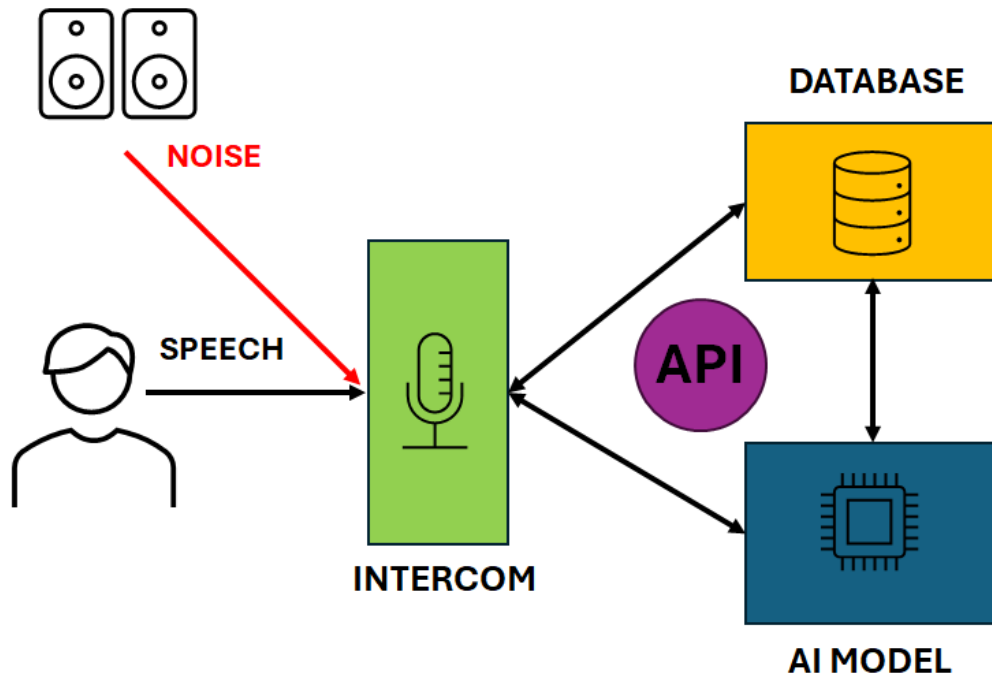 DATABASE
NOISE
SPEECH
API
INTERCOM
AI MODEL